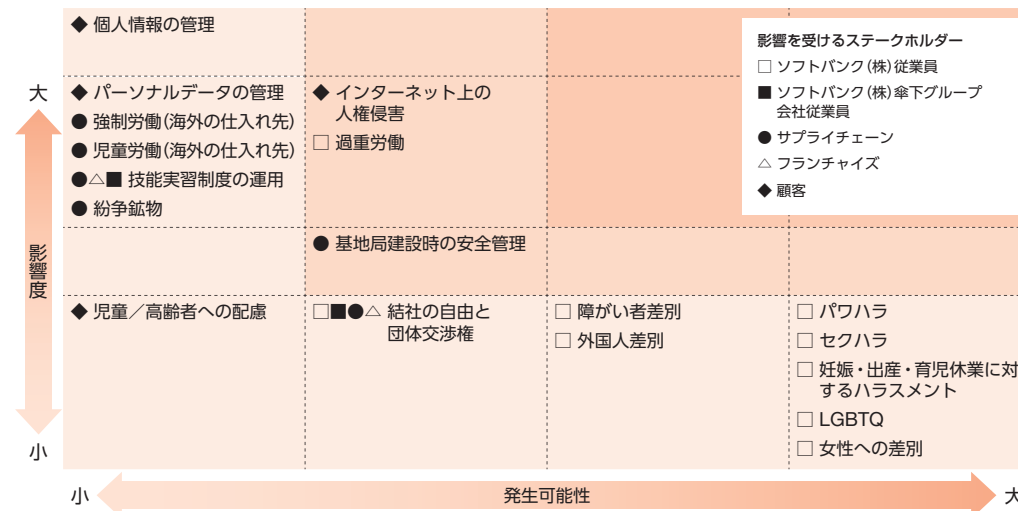 ◆ 個人情報の管理
影響を受けるステークホルダー
□ ソフトバンク(株)従業員
■ ソフトバンク(株)傘下グループ
会社従業員
● サプライチェーン
△ フランチャイズ
◆ 顧客
大
◆ パーソナルデータの管理
● 強制労働(海外の仕入れ先)
● 児童労働(海外の仕入れ先)
●△■ 技能実習制度の運用
● 紛争鉱物
◆ インターネット上の
人権侵害
□ 過重労働
● 基地局建設時の安全管理
影響度
◆ 児童/高齢者への配慮
□■●△ 結社の自由と
団体交渉権
□ 障がい者差別
□ 外国人差別
□ パワハラ
□ セクハラ
□ 妊娠・出産・育児休業に対
するハラスメント
□ LGBTQ
□ 女性への差別
小
小
発生可能性
大